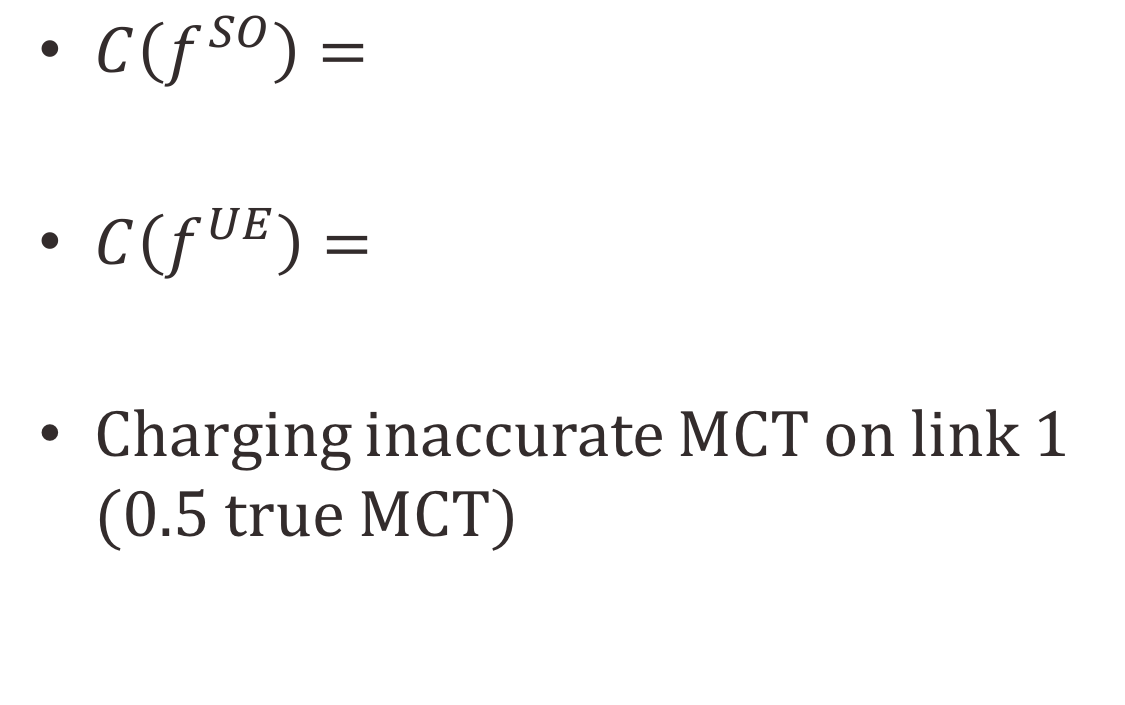 • C(f^{SO}) =
• C(f^{UE}) =
• Charging inaccurate MCT on link 1
(0.5 true MCT)